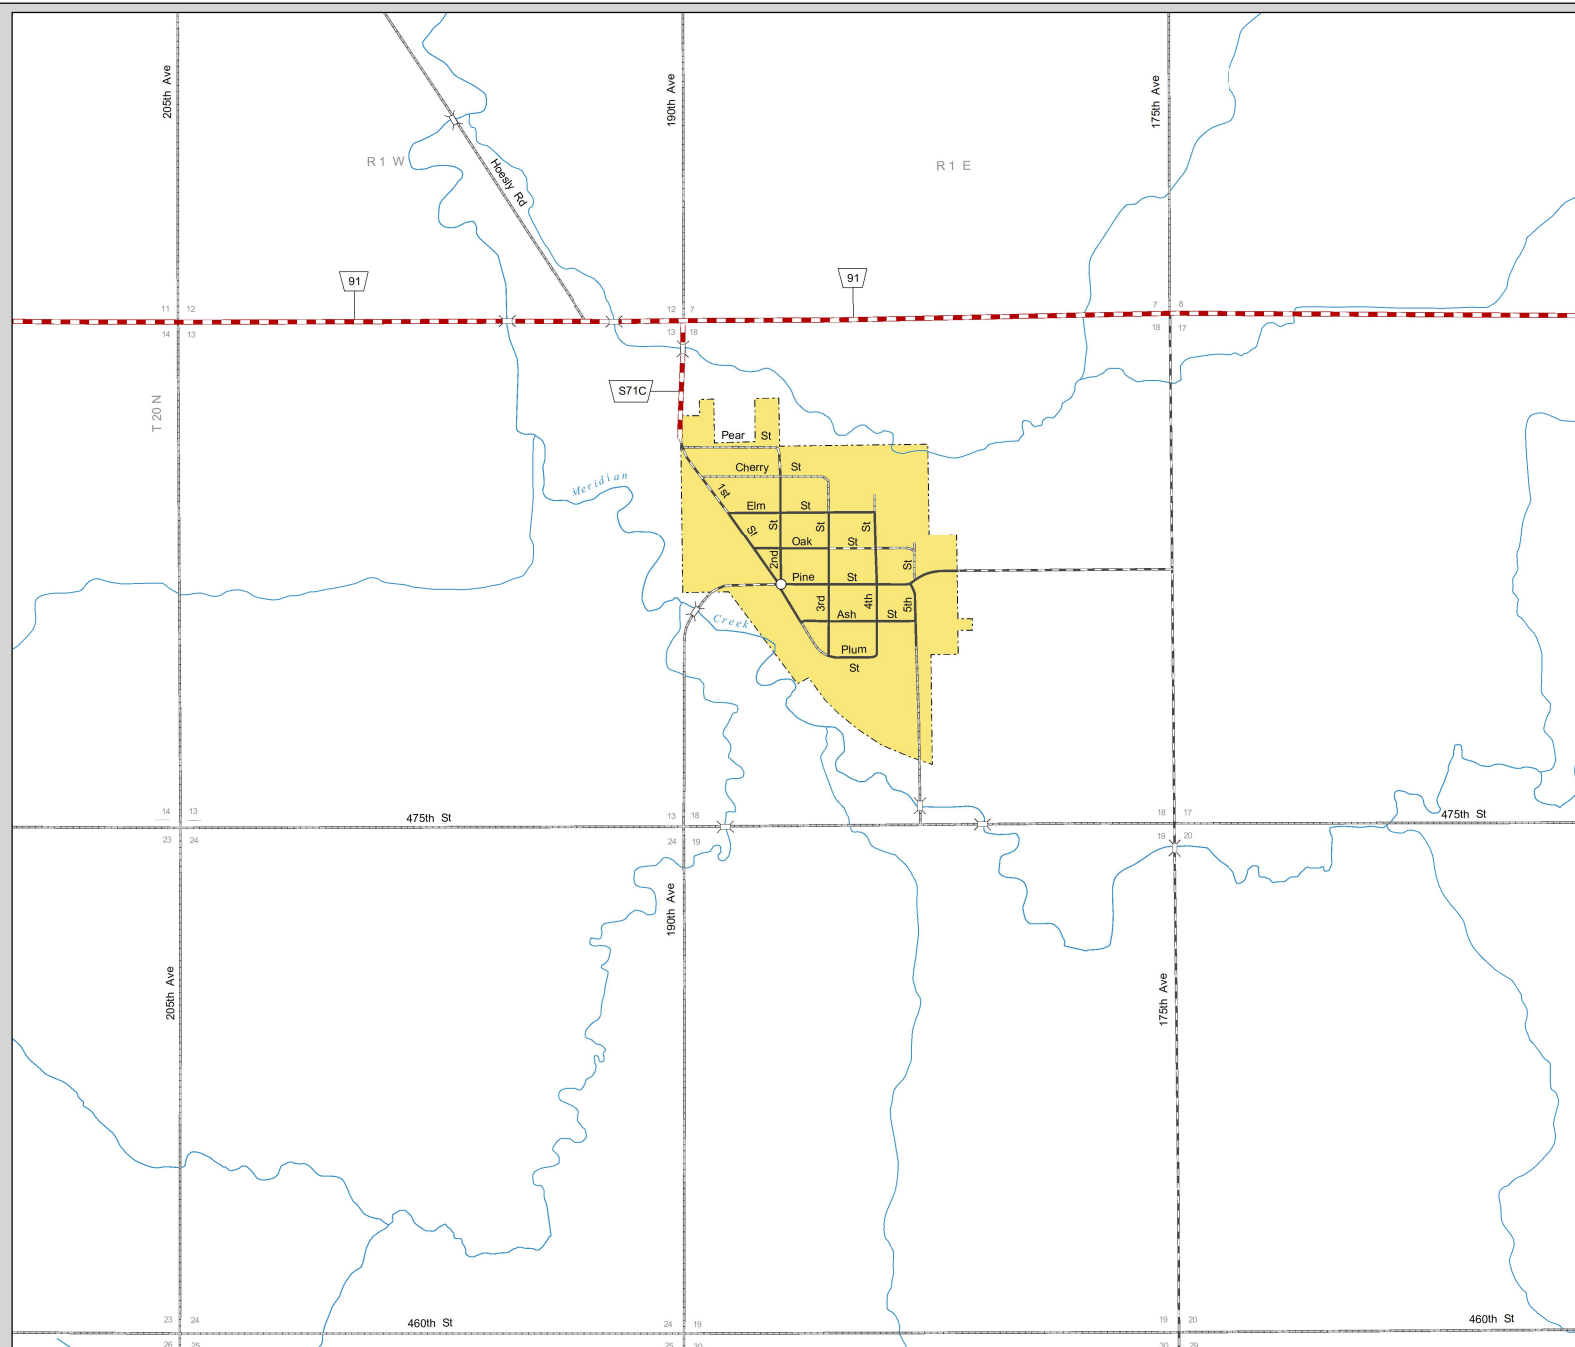 205th Ave
190th Ave
175th Ave
R 1 W
R 1 E
Hoesly Rd
91
91
11 12
12 7
7 8
14 13
13 18
18 17
S71C
T 20 N
Pear St
Cherry St
Meridian
1st St
Elm St
2nd St
3rd St
4th St
5th St
Oak St
Pine St
Ash St
Creek
Plum St
14 13
13 18
18 17
475th St
475th St
23 24
24 19
19 20
190th Ave
205th Ave
175th Ave
23 24
24 19
19 20
460th St
460th St
26 25
25 30
30 29